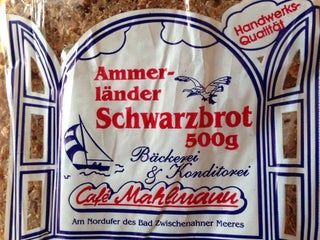 Handwerks-
Qualität
Ammer-
länder
Schwarzbrot
500g
Bäckerei
& Konditorei
Café Mahlmann
Am Nordufer des Bad Zwischenahner Meeres